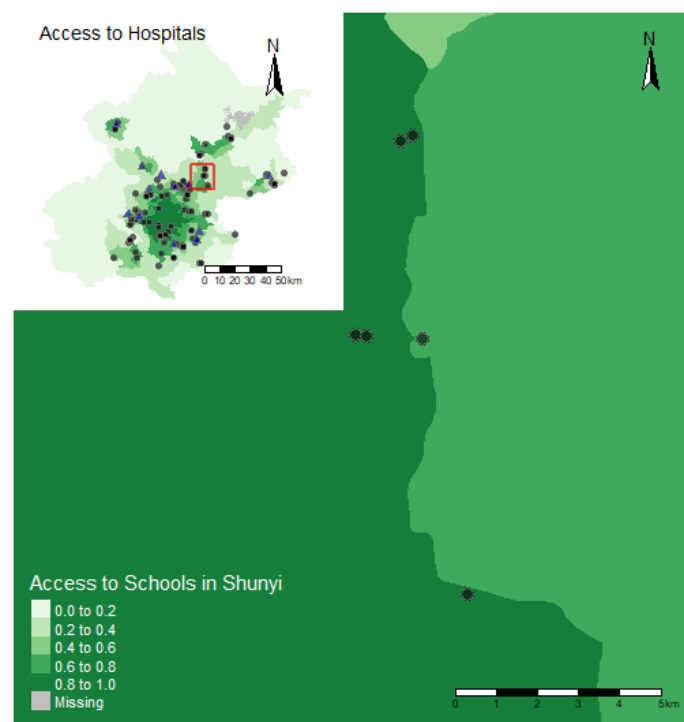 Access to Hospitals
N
N
0 10 20 30 40 50km
Access to Schools in Shunyi
0.0 to 0.2
0.2 to 0.4
0.4 to 0.6
0.6 to 0.8
0.8 to 1.0
Missing
0 1 2 3 4 5km